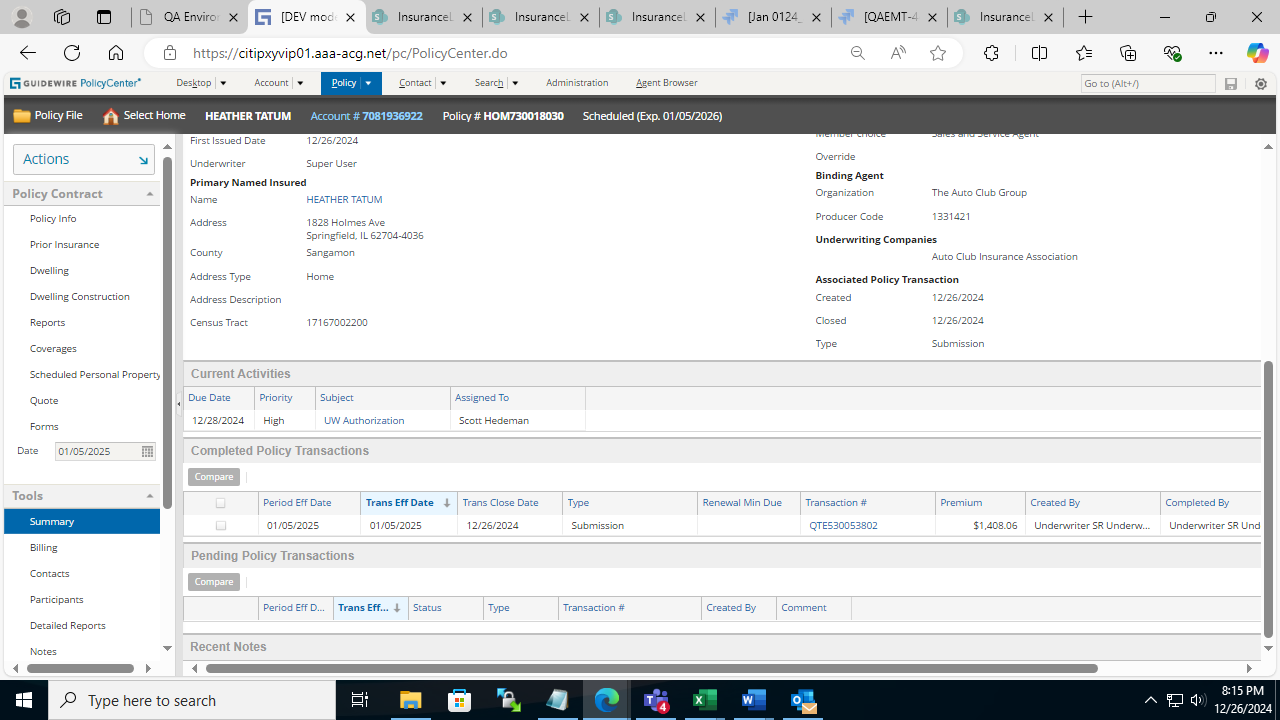 QA Environ
[DEV mode
InsuranceL
InsuranceL
InsuranceL
[Jan 0124_
[QAEMT-4
InsuranceL
https://citipxyvip01.aaa-acg.net/pc/PolicyCenter.do
GUIDEWIRE POLICYCENTER
Desktop
Account
Policy
Contact
Search
Administration
Agent Browser
Go to (Alt+/)
Policy File
Select Home
HEATHER TATUM
Account # 7081936922
Policy # HOM730018030
Scheduled (Exp. 01/05/2026)
Actions
Policy Contract
Policy Info
Prior Insurance
Dwelling
Dwelling Construction
Reports
Coverages
Scheduled Personal Property
Quote
Forms
Date 01/05/2025
Tools
Summary
Billing
Contacts
Participants
Detailed Reports
Notes
First Issued Date 12/26/2024
Underwriter Super User
Primary Named Insured
Name HEATHER TATUM
Address 1828 Holmes Ave
Springfield, IL 62704-4036
County Sangamon
Address Type Home
Address Description
Census Tract 17167002200
Member choice Sales and Service Agent
Override
Binding Agent
Organization The Auto Club Group
Producer Code 1331421
Underwriting Companies
Auto Club Insurance Association
Associated Policy Transaction
Created 12/26/2024
Closed 12/26/2024
Type Submission
Current Activities
Due Date Priority Subject Assigned To
12/28/2024 High UW Authorization Scott Hedeman
Completed Policy Transactions
Compare
Period Eff Date Trans Eff Date Trans Close Date Type Renewal Min Due Transaction # Premium Created By Completed By
01/05/2025 01/05/2025 12/26/2024 Submission QTE530053802 $1,408.06 Underwriter SR Underw... Underwriter SR Und
Pending Policy Transactions
Compare
Period Eff D... Trans Eff... Status Type Transaction # Created By Comment
Recent Notes
Type here to search
4
8:15 PM
12/26/2024